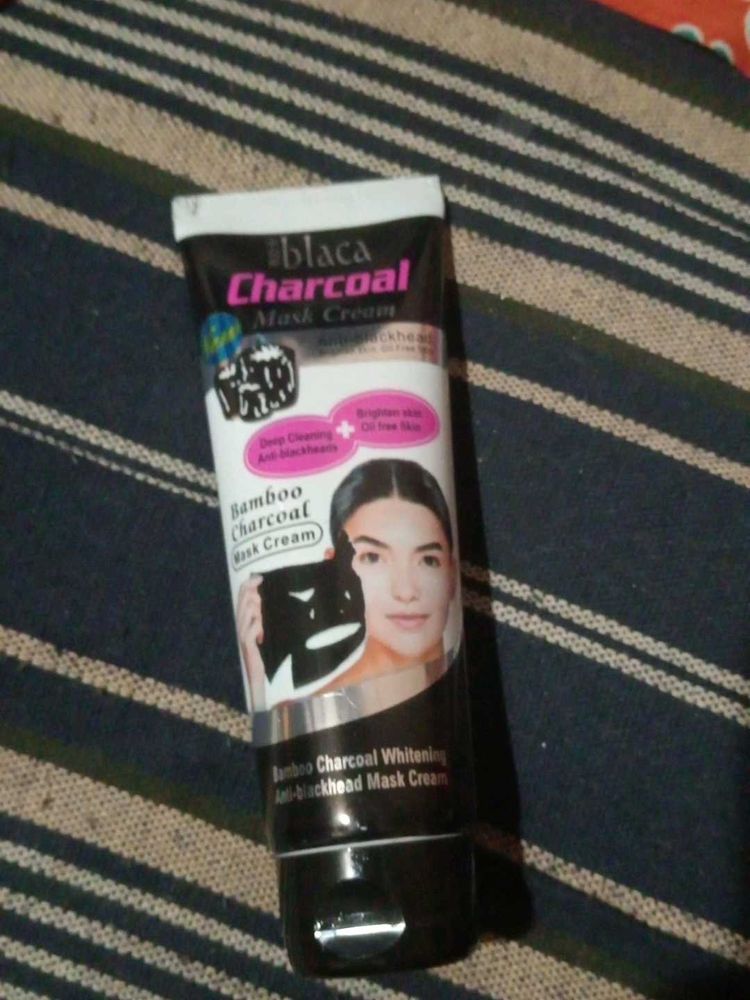 blaca
Charcoal
Mask Cream
Anti-blackhead
Deep Cleaning
Anti-blackheads
+
Brighten skin
Oil free Skin
Bamboo
Charcoal
Mask Cream
Bamboo Charcoal Whitening
Anti-blackhead Mask Cream